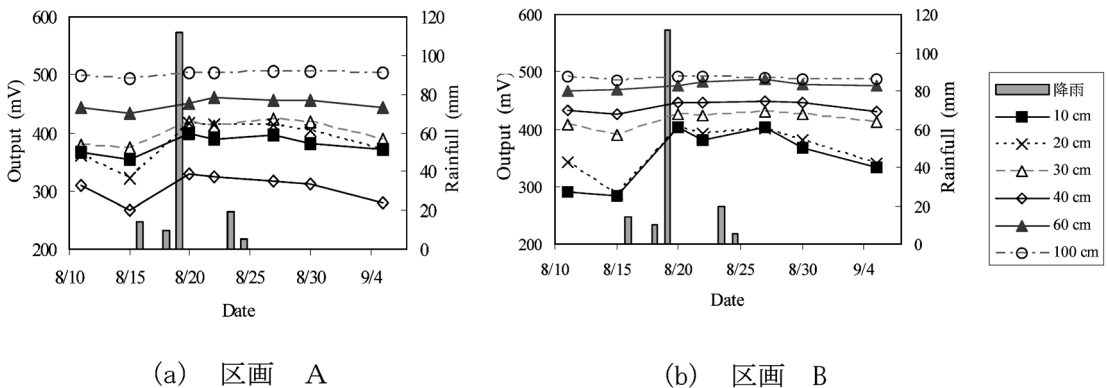 600
500
400
300
200
Output (mV)
120
100
80
60
40
20
0
Rainfull (mm
8/10 8/15 8/20 8/25 8/30 9/4
Date
(a) 区画 A
600
500
400
300
200
Output (mV)
120
100
80
60
40
20
0
Rainfull (mm
8/10 8/15 8/20 8/25 8/30 9/4
Date
(b) 区画 B
降雨
10 cm
20 cm
30 cm
40 cm
60 cm
100 cm